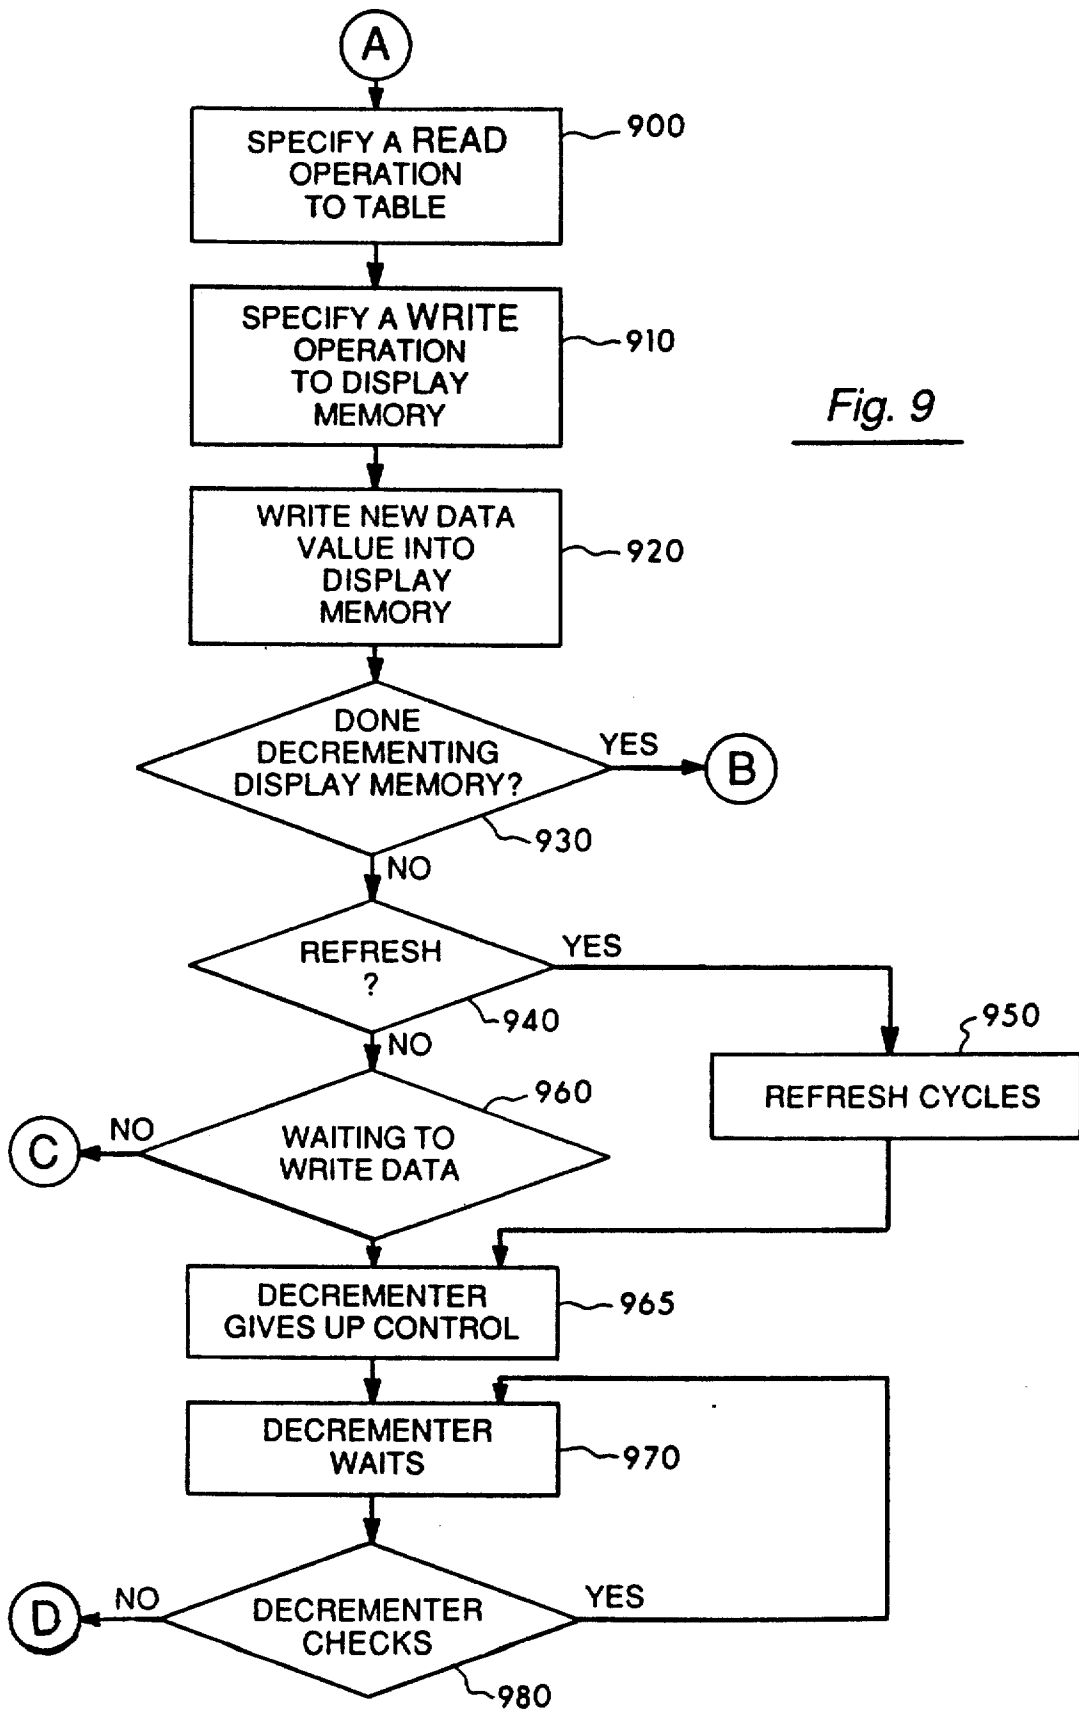 A
SPECIFY A READ
OPERATION
TO TABLE
900
SPECIFY A WRITE
OPERATION
TO DISPLAY
MEMORY
910
Fig. 9
WRITE NEW DATA
VALUE INTO
DISPLAY
MEMORY
920
DONE
DECREMENTING
DISPLAY MEMORY?
YES
B
930
NO
REFRESH
?
YES
940
NO
950
REFRESH CYCLES
960
WAITING TO
WRITE DATA
NO
C
DECREMENTER
GIVES UP CONTROL
965
DECREMENTER
WAITS
970
DECREMENTER
CHECKS
NO
D
YES
980